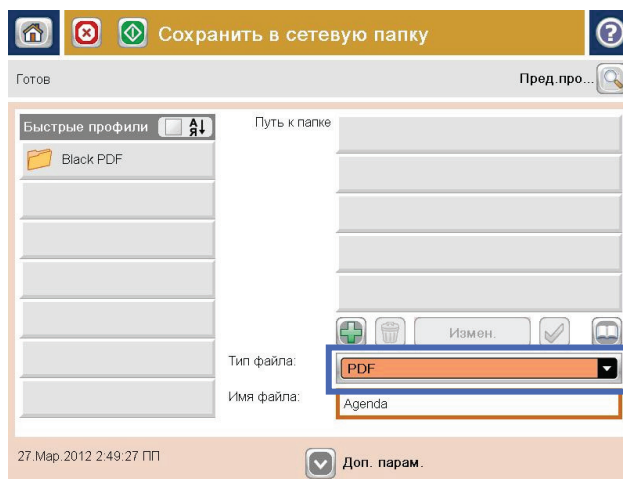 Сохранить в сетевую папку
Готов
Пред.про...
Быстрые профили
А Я
Путь к папке
Black PDF
Измен.
Тип файла:
PDF
Имя файла:
Agenda
27.Мар.2012 2:49:27 ПП
Доп. парам.